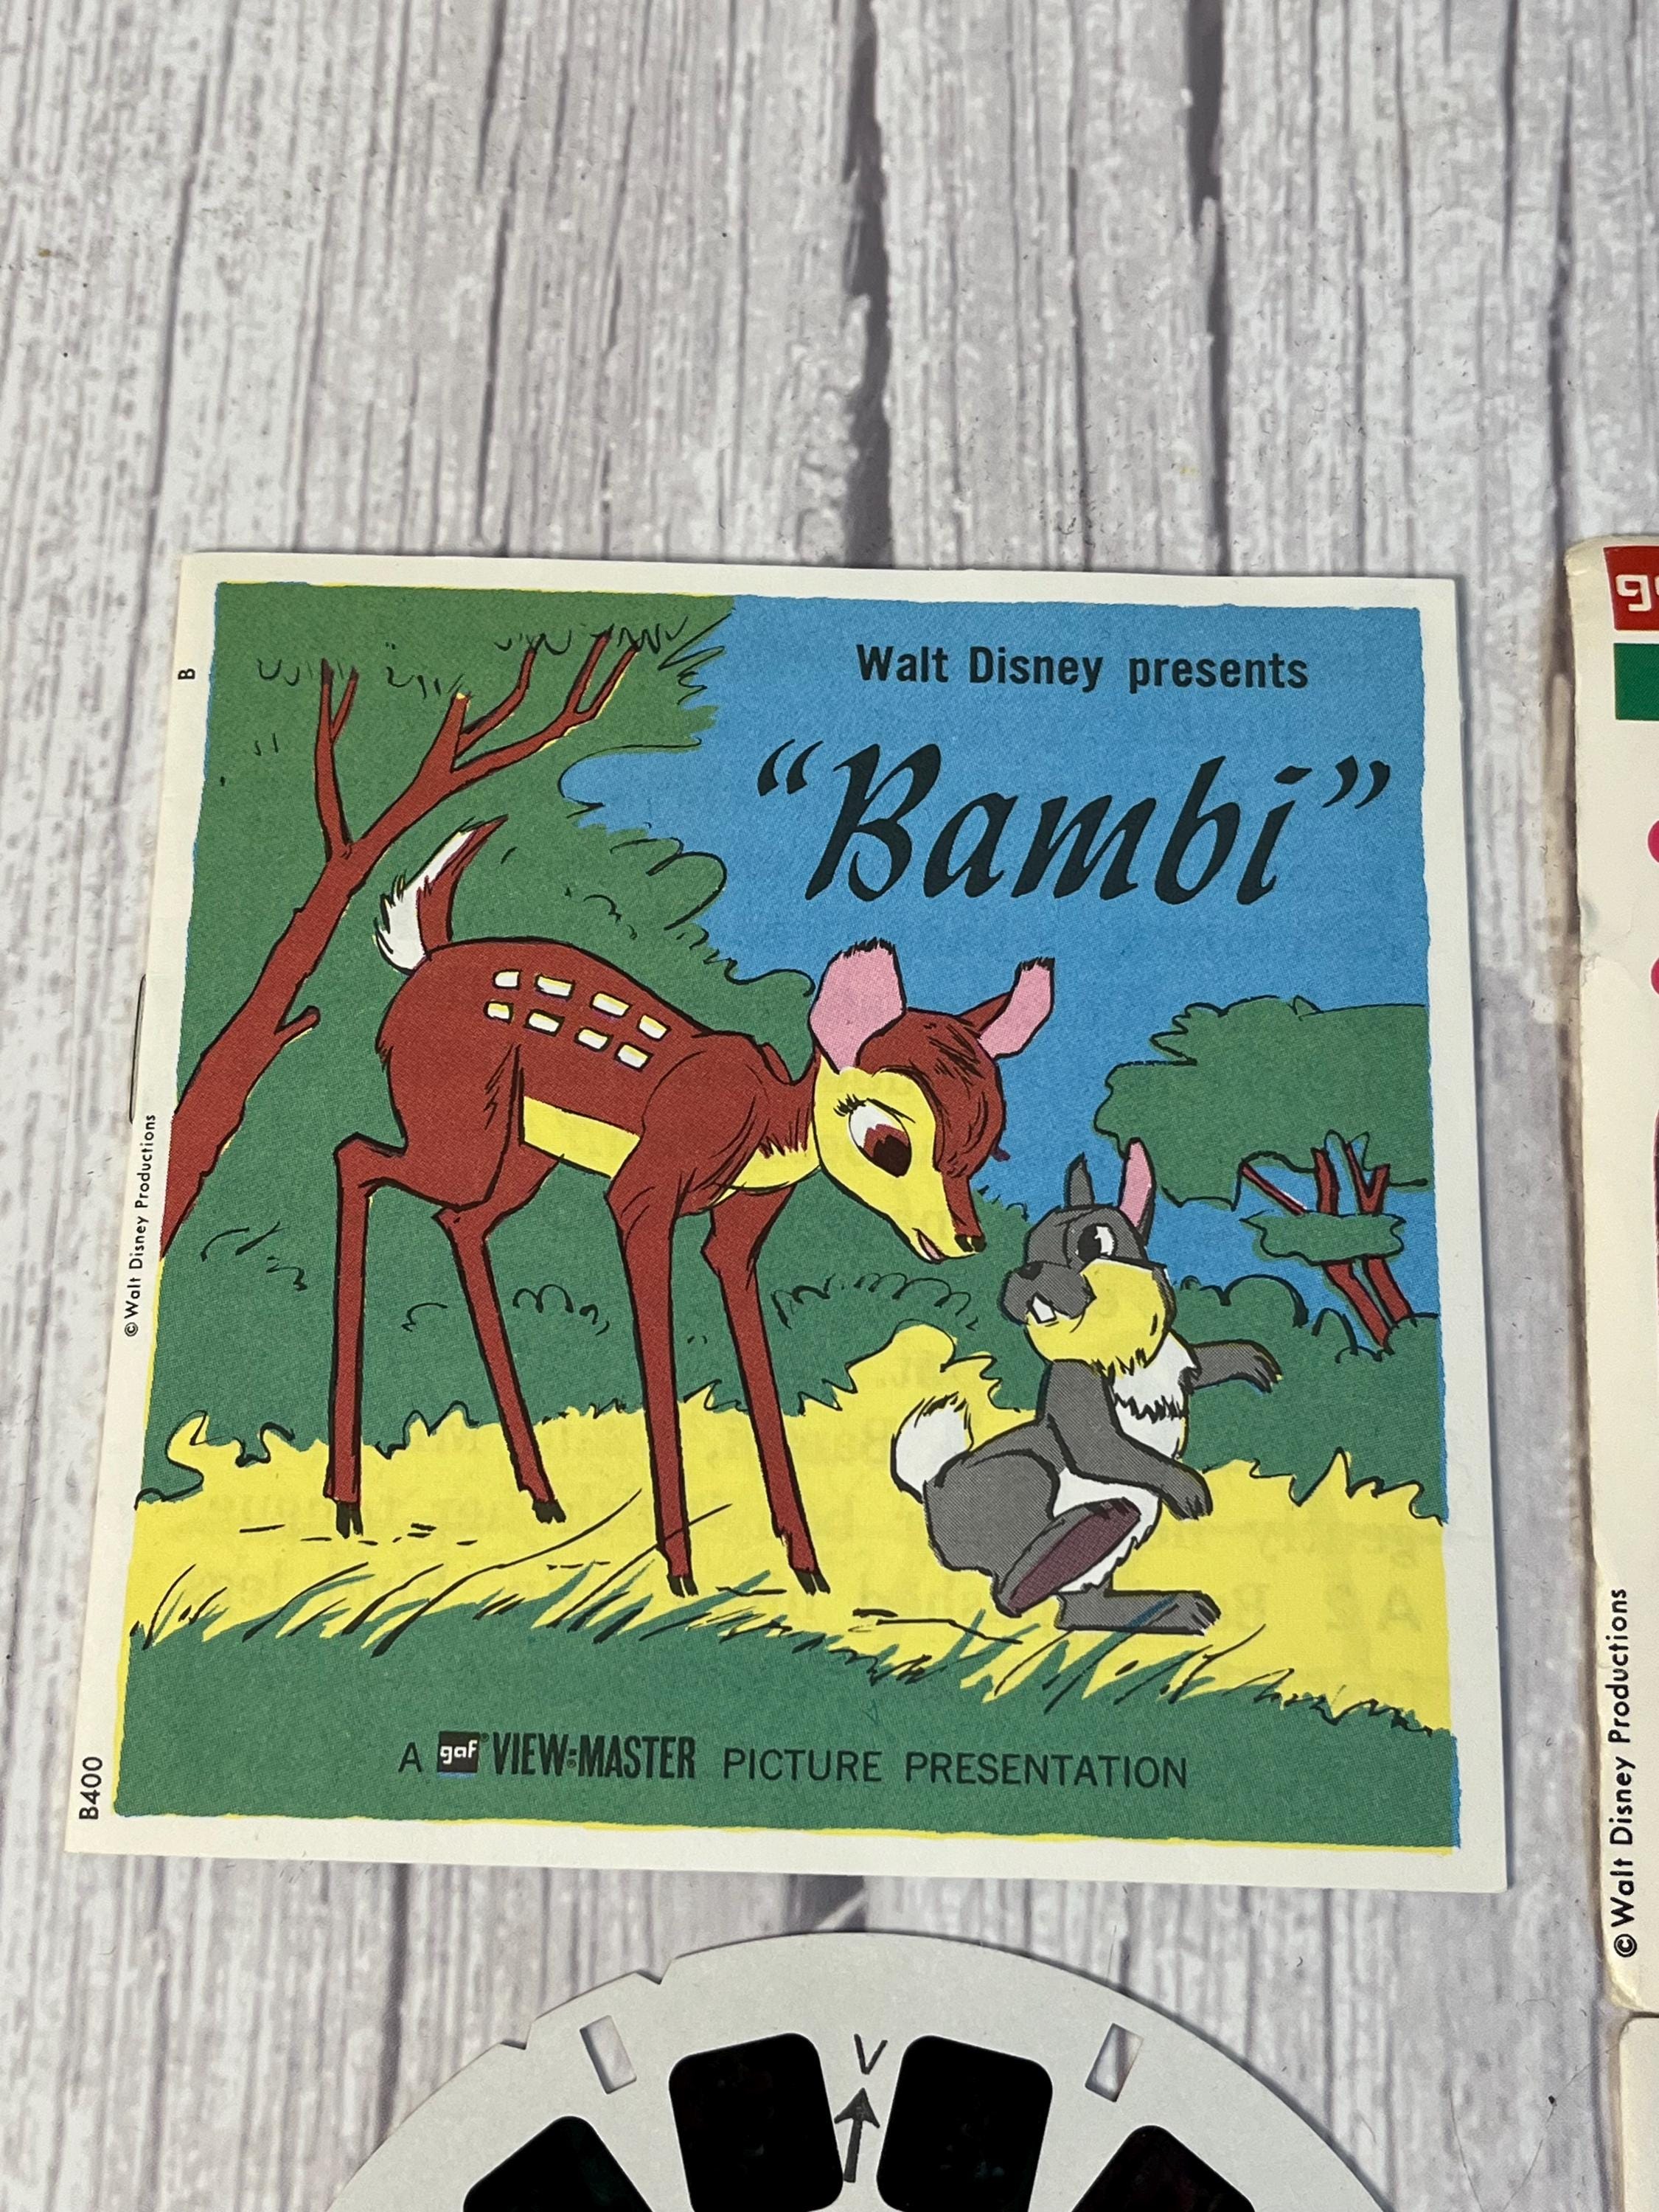 Walt Disney presents
“Bambi”
B
© Walt Disney Productions
B400
A gaf® VIEW-MASTER PICTURE PRESENTATION
V
© Walt Disney Productions